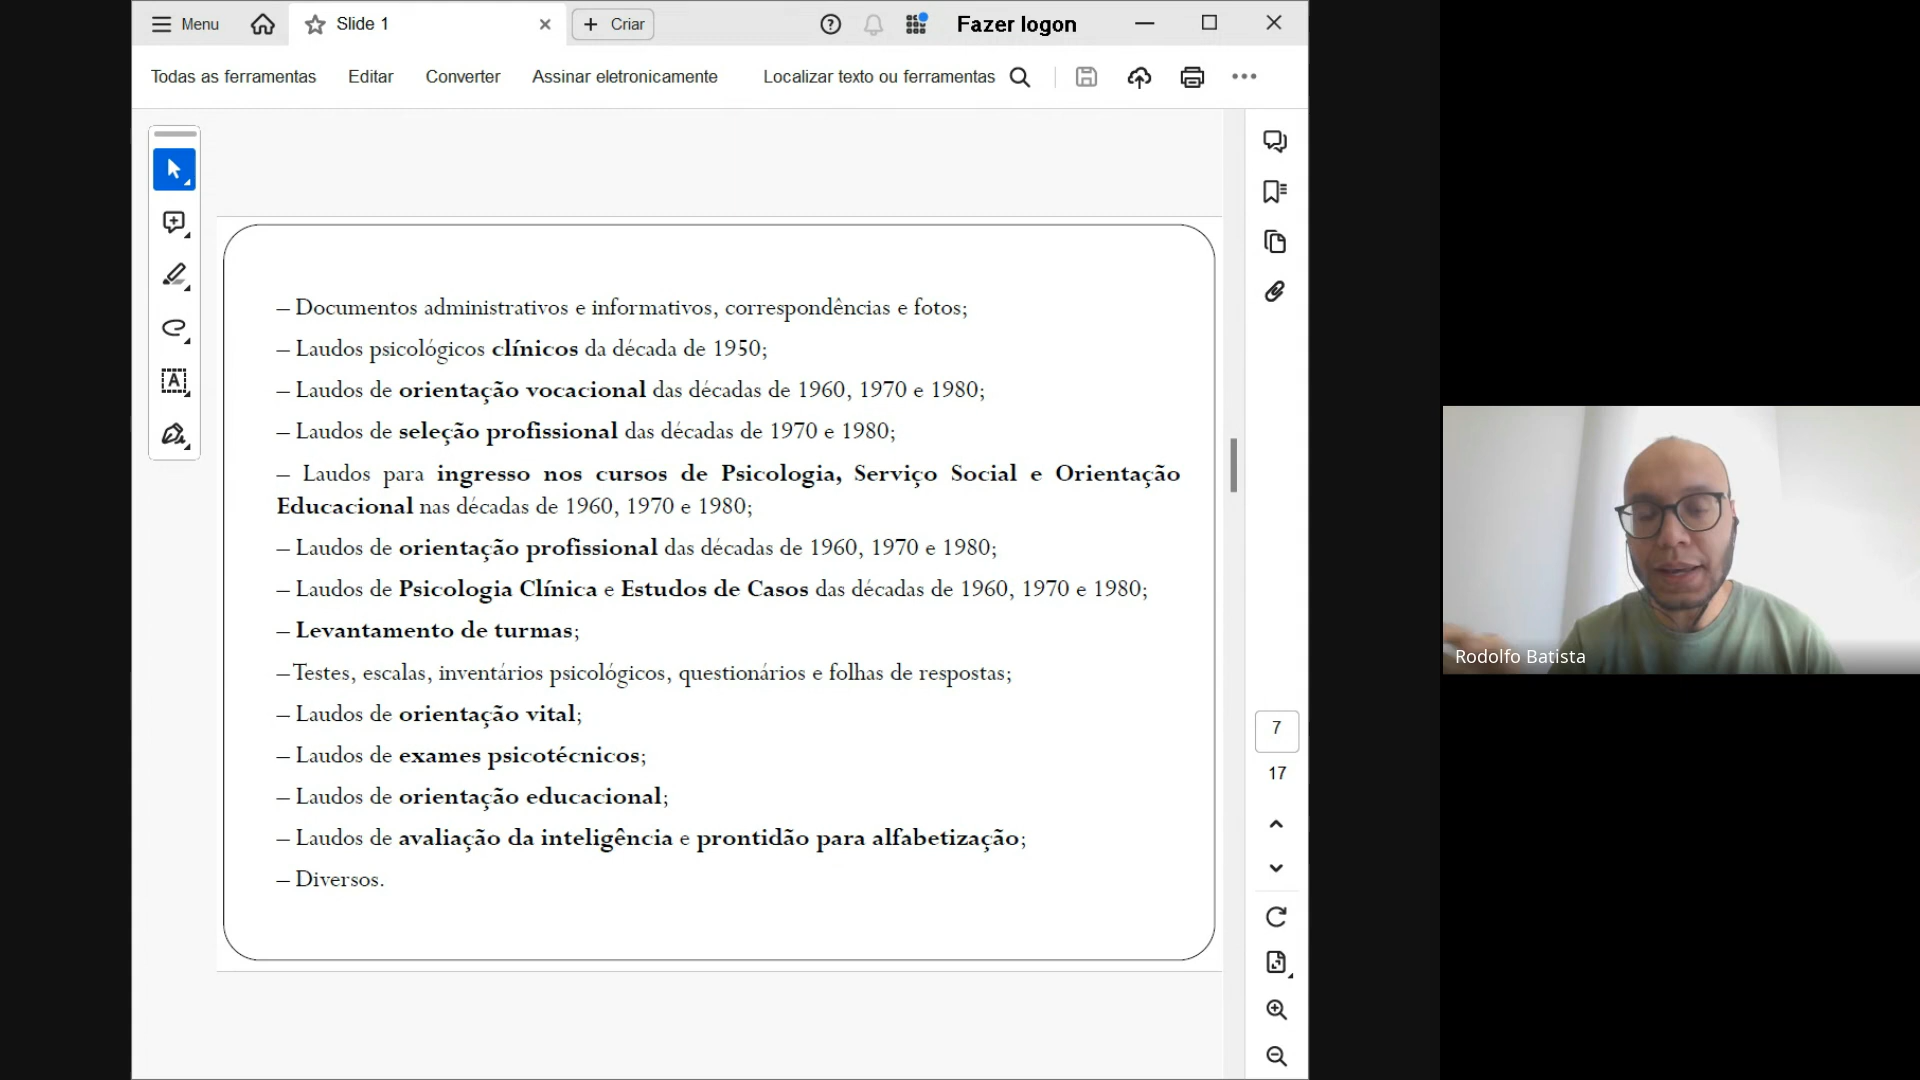 Menu
Slide 1
Criar
Fazer logon
Todas as ferramentas
Editar
Converter
Assinar eletronicamente
Localizar texto ou ferramentas
– Documentos administrativos e informativos, correspondências e fotos;
– Laudos psicológicos clínicos da década de 1950;
– Laudos de orientação vocacional das décadas de 1960, 1970 e 1980;
– Laudos de seleção profissional das décadas de 1970 e 1980;
– Laudos para ingresso nos cursos de Psicologia, Serviço Social e Orientação
Educacional nas décadas de 1960, 1970 e 1980;
– Laudos de orientação profissional das décadas de 1960, 1970 e 1980;
– Laudos de Psicologia Clínica e Estudos de Casos das décadas de 1960, 1970 e 1980;
– Levantamento de turmas;
– Testes, escalas, inventários psicológicos, questionários e folhas de respostas;
– Laudos de orientação vital;
– Laudos de exames psicotécnicos;
– Laudos de orientação educacional;
– Laudos de avaliação da inteligência e prontidão para alfabetização;
– Diversos.
7
17
Rodolfo Batista